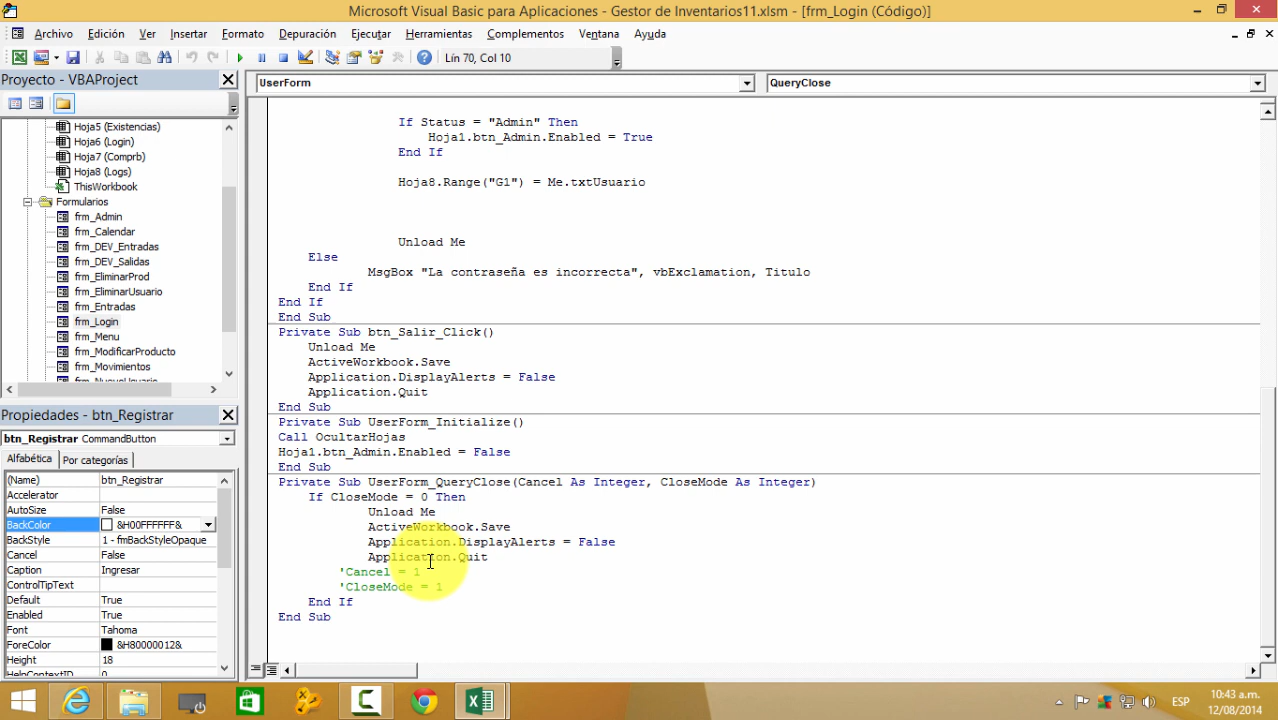 Microsoft Visual Basic para Aplicaciones - Gestor de Inventarios11.xlsm - [frm_Login (Código)]
Archivo Edición Ver Insertar Formato Depuración Ejecutar Herramientas Complementos Ventana Ayuda
Lín 70, Col 10
Proyecto - VBAProject
UserForm
QueryClose
Hoja5 (Existencias)
Hoja6 (Login)
Hoja7 (Comprb)
Hoja8 (Logs)
ThisWorkbook
Formularios
frm_Admin
frm_Calendar
frm_DEV_Entradas
frm_DEV_Salidas
frm_EliminarProd
frm_EliminarUsuario
frm_Entradas
frm_Login
frm_Menu
frm_ModificarProducto
frm_Movimientos
frm_NuevoUsuario
Propiedades - btn_Registrar
btn_Registrar CommandButton
Alfabética Por categorías
(Name) btn_Registrar
Accelerator
AutoSize False
BackColor &H00FFFFFF&
BackStyle 1 - fmBackStyleOpaque
Cancel False
Caption Ingresar
ControlTipText
Default True
Enabled True
Font Tahoma
ForeColor &H80000012&
Height 18
HelpContextID 0
If Status = "Admin" Then
Hoja1.btn_Admin.Enabled = True
End If
Hoja8.Range("G1") = Me.txtUsuario
Unload Me
Else
MsgBox "La contraseña es incorrecta", vbExclamation, Titulo
End If
End If
End Sub
Private Sub btn_Salir_Click()
Unload Me
ActiveWorkbook.Save
Application.DisplayAlerts = False
Application.Quit
End Sub
Private Sub UserForm_Initialize()
Call OcultarHojas
Hoja1.btn_Admin.Enabled = False
End Sub
Private Sub UserForm_QueryClose(Cancel As Integer, CloseMode As Integer)
If CloseMode = 0 Then
Unload Me
ActiveWorkbook.Save
Application.DisplayAlerts = False
Application.Quit
'Cancel = 1
'CloseMode = 1
End If
End Sub
ESP
10:43 a.m.
12/08/2014